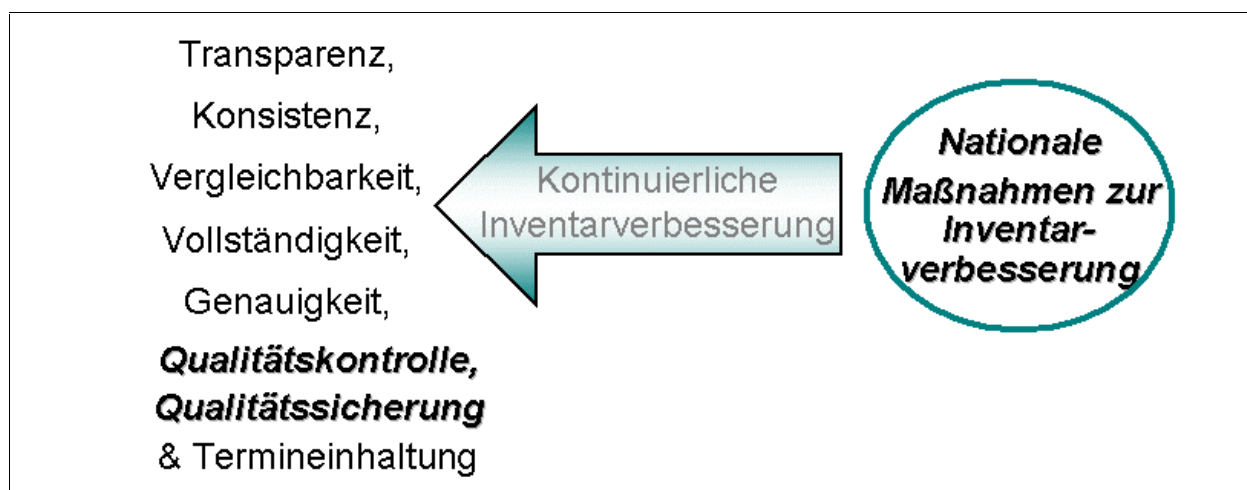 Transparenz,
Konsistenz,
Vergleichbarkeit,
Vollständigkeit,
Genauigkeit,
Qualitätskontrolle,
Qualitätssicherung
& Termineinhaltung
Kontinuierliche
Inventarverbesserung
Nationale
Maßnahmen zur
Inventar-
verbesserung